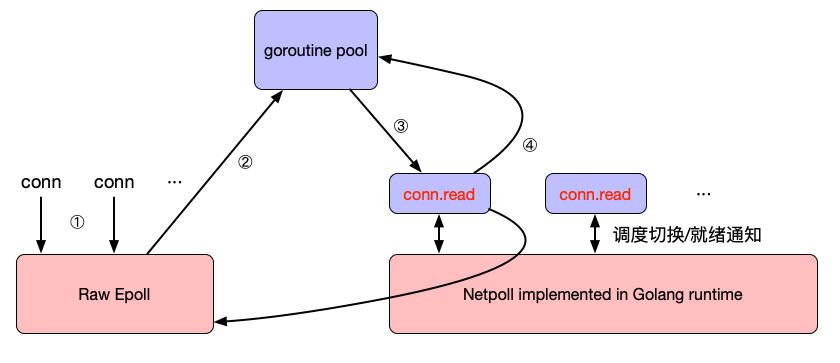 goroutine pool
③
④
②
conn
conn
...
conn.read
conn.read
...
①
调度切换/就绪通知
Raw Epoll
Netpoll implemented in Golang runtime